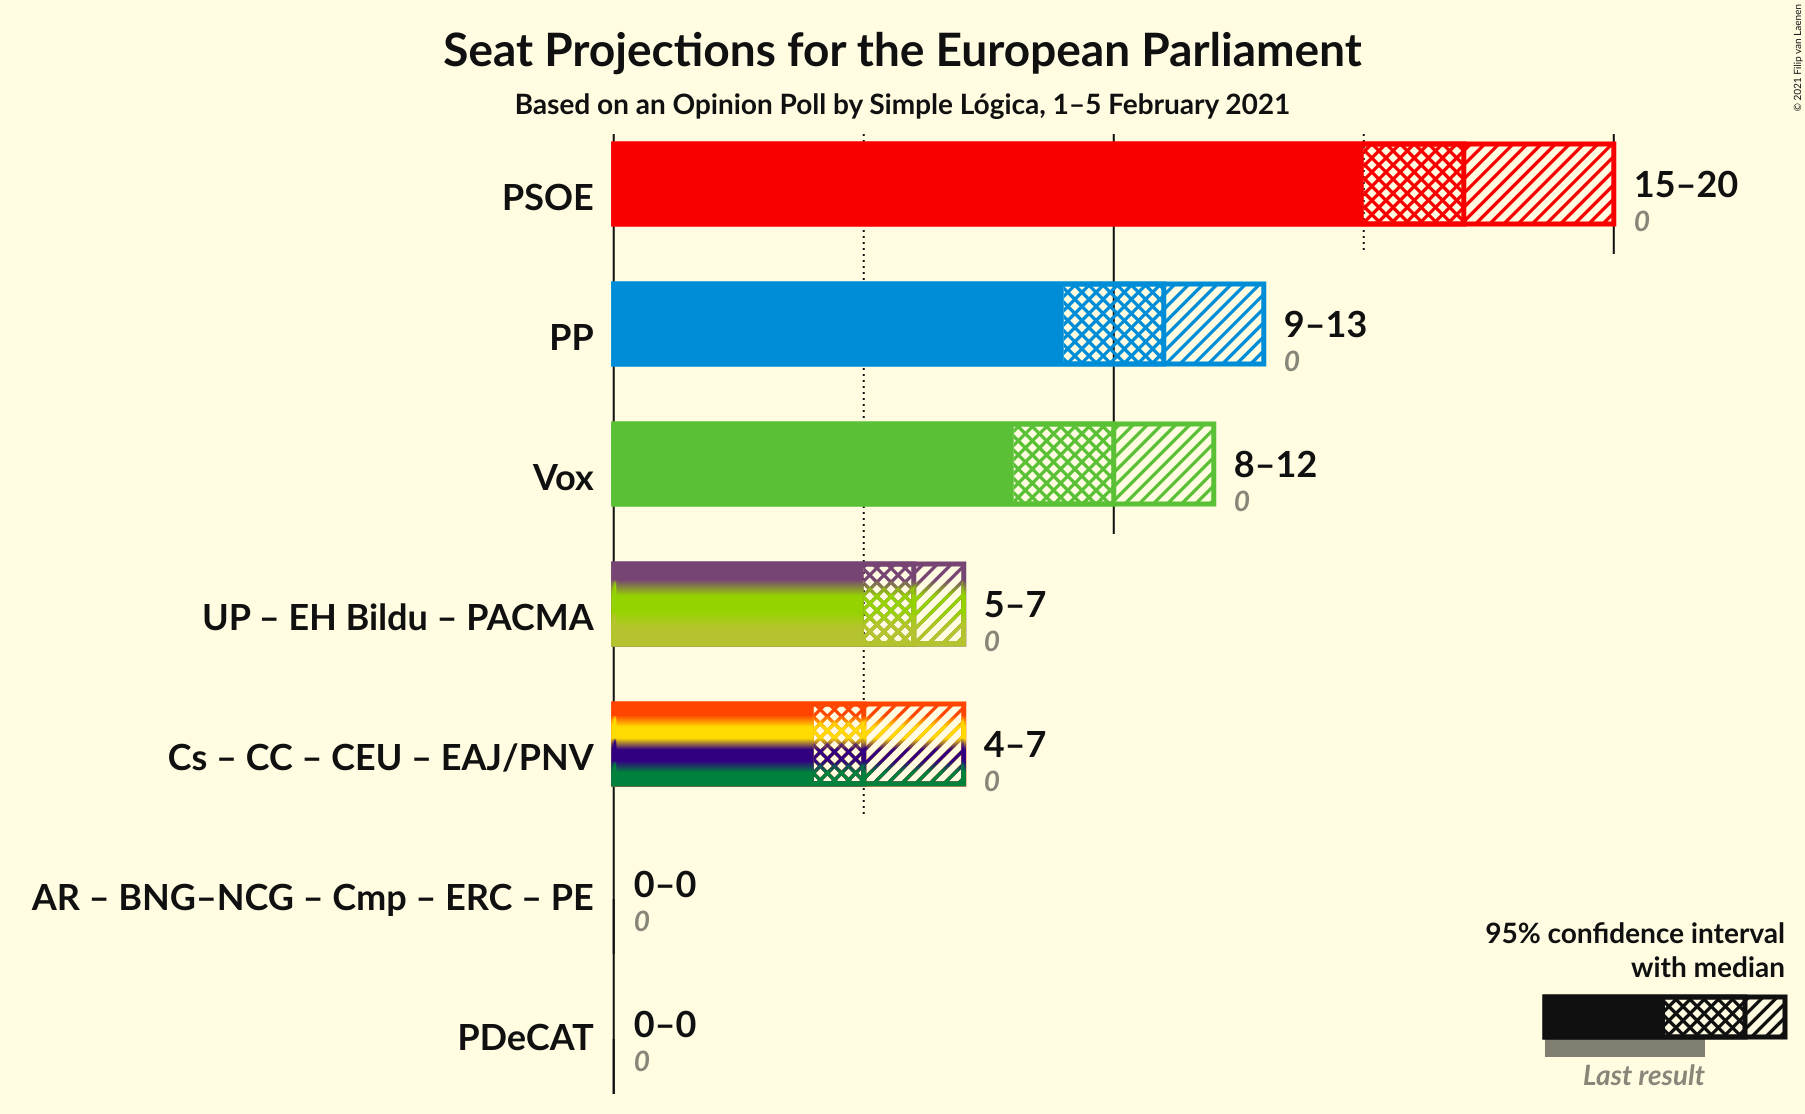 Seat Projections for the European Parliament
Based on an Opinion Poll by Simple Lógica, 1–5 February 2021
© 2021 Filip van Laenen
PSOE
15–20
0
PP
9–13
0
Vox
8–12
0
UP – EH Bildu – PACMA
5–7
0
Cs – CC – CEU – EAJ/PNV
4–7
0
AR – BNG–NCG – Cmp – ERC – PE
0–0
0
PDeCAT
0–0
0
95% confidence interval
with median
Last result